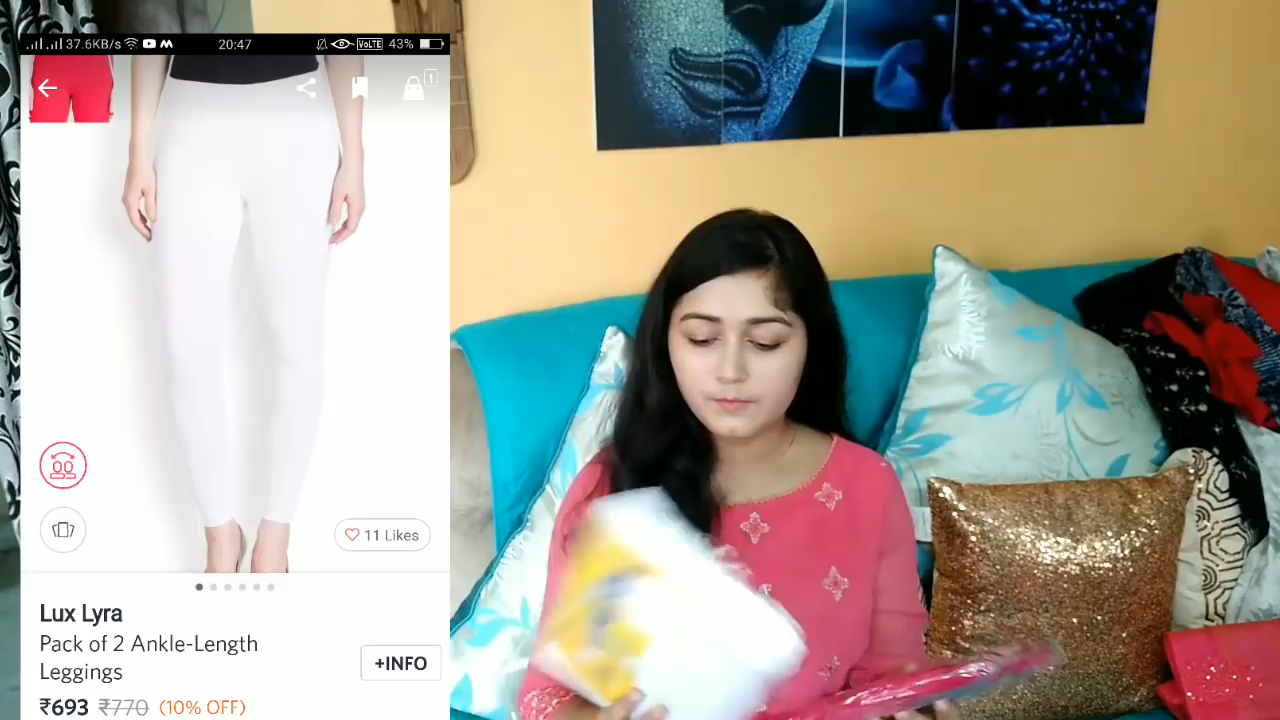 37.6KB/s 20:47 VoLTE 43%
1
11 Likes
Lux Lyra
Pack of 2 Ankle-Length
Leggings
+INFO
₹693 ₹770 (10% OFF)